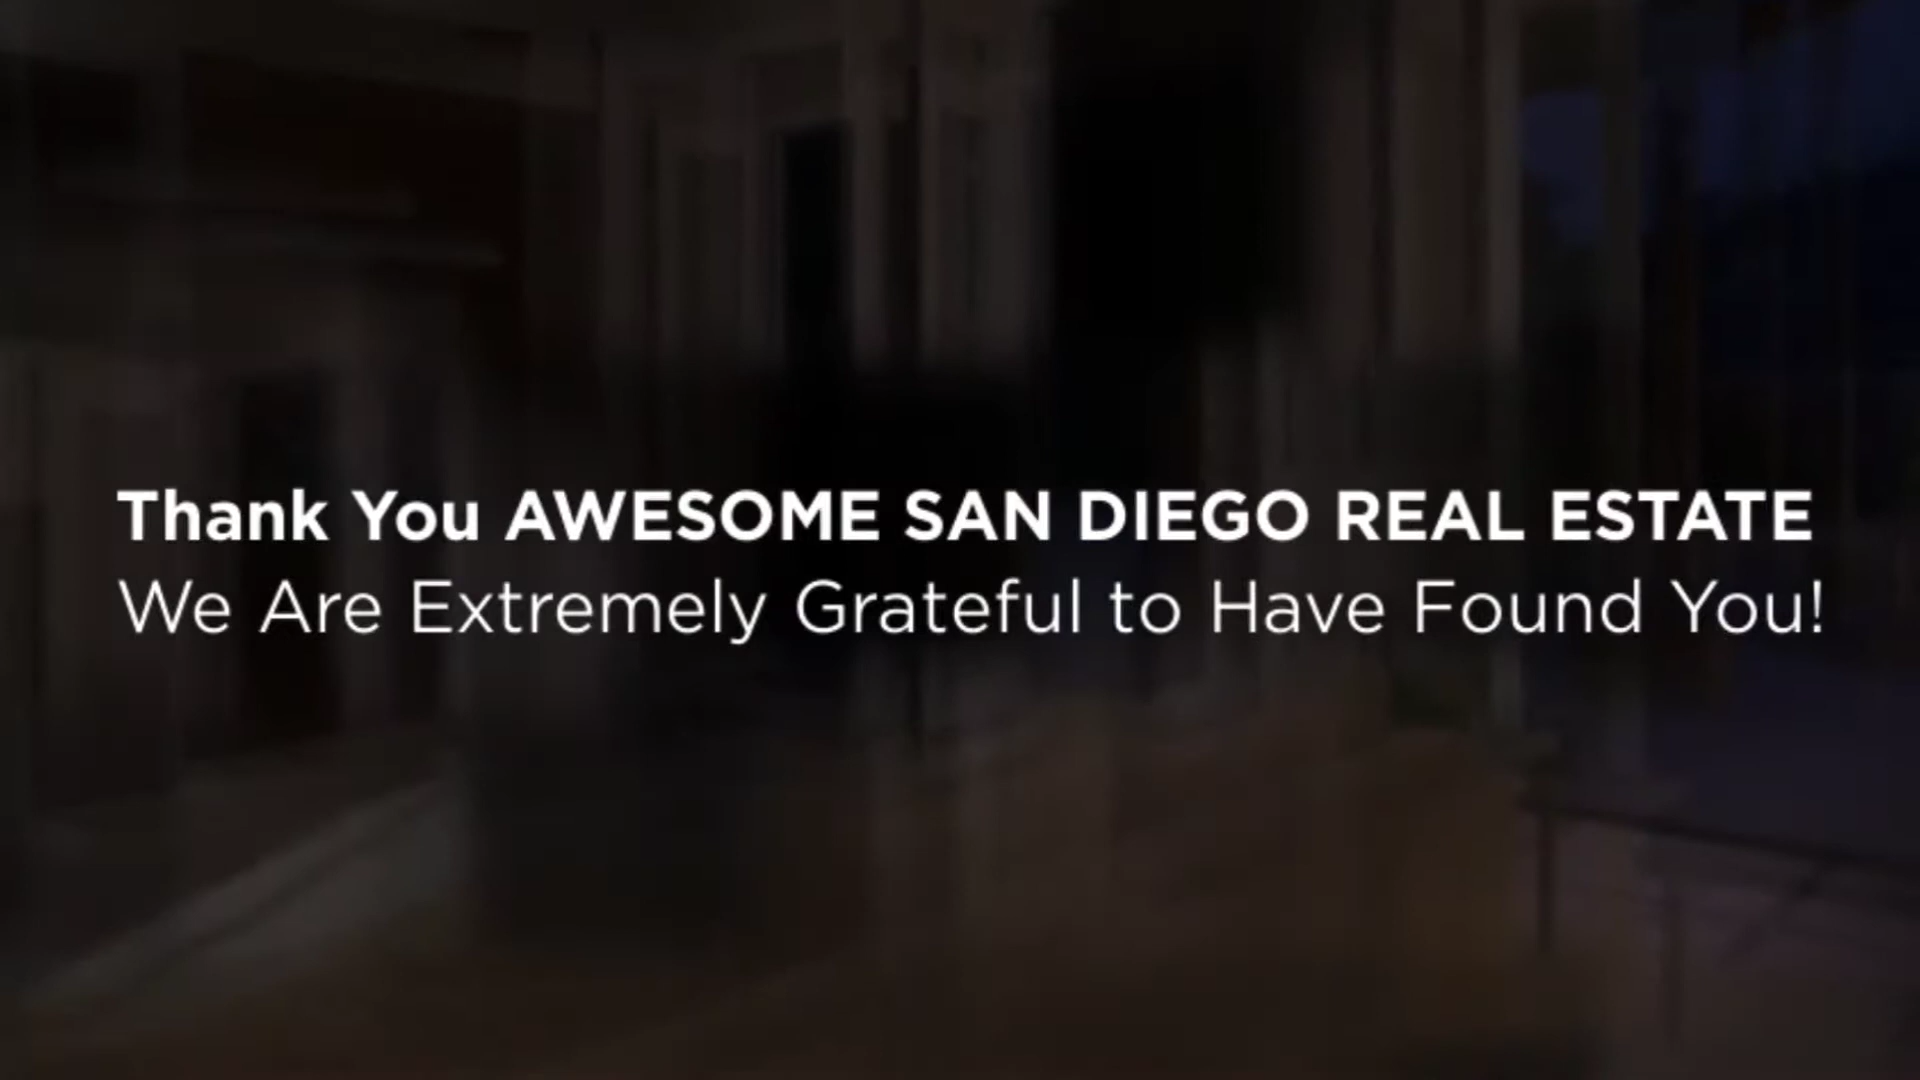 Thank You AWESOME SAN DIEGO REAL ESTATE
We Are Extremely Grateful to Have Found You!